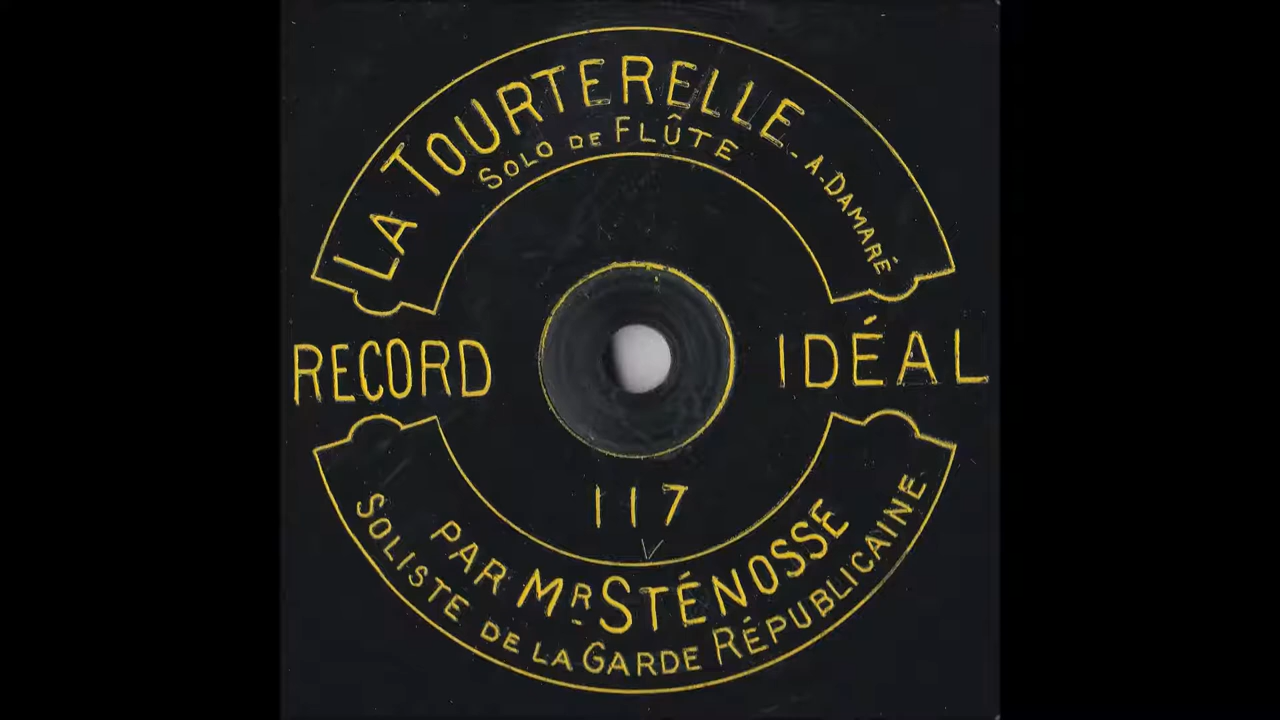 LA TOURTERELLE - A. DAMARÉ
SOLO DE FLÛTE
RECORD IDÉAL
117
V
PAR MR STÉNOSSE
SOLISTE DE LA GARDE RÉPUBLICAINE